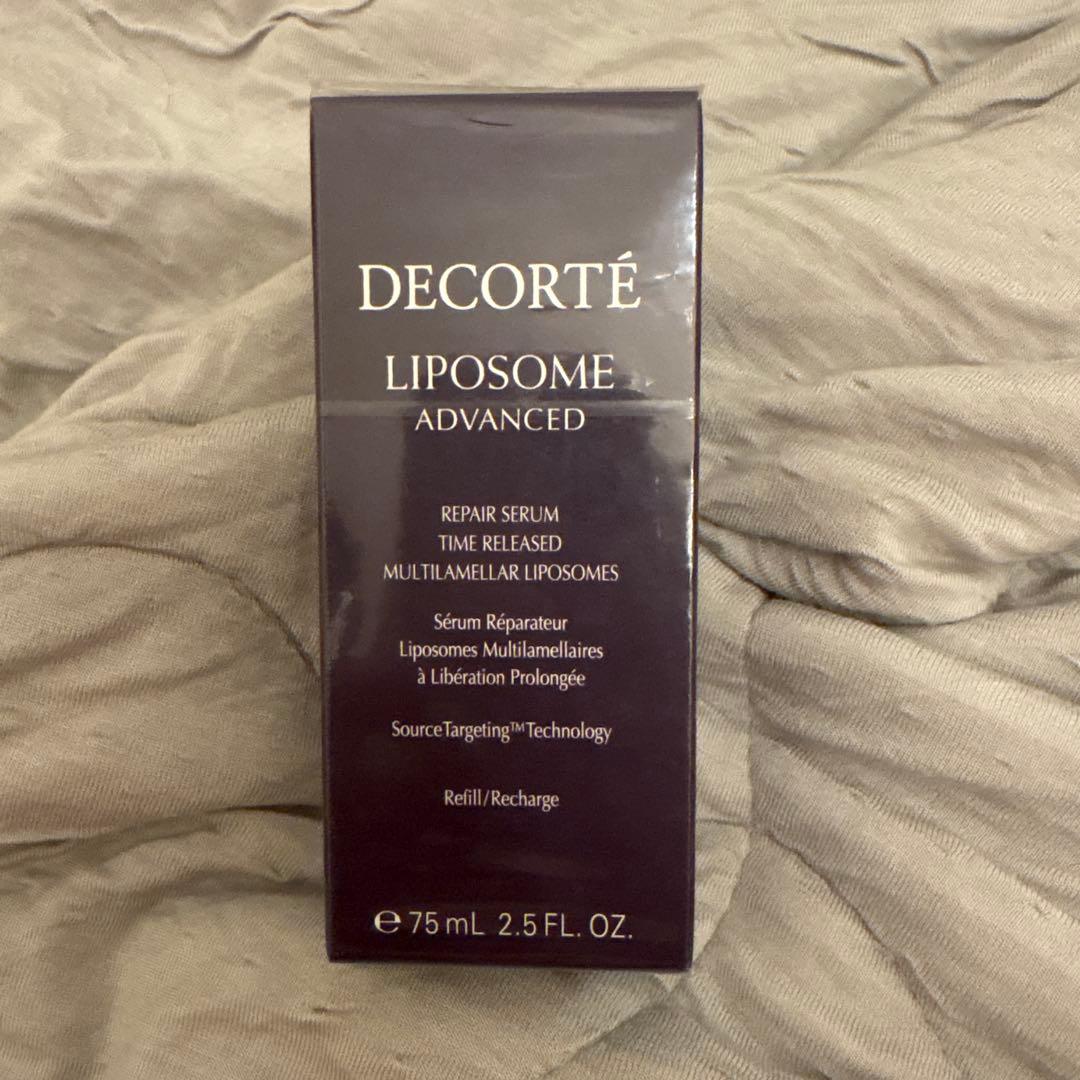 DECORTÉ
LIPOSOME
ADVANCED
REPAIR SERUM
TIME RELEASED
MULTILAMELLAR LIPOSOMES
Sérum Réparateur
Liposomes Multilamellaires
à Libération Prolongée
SourceTargeting™Technology
Refill/Recharge
℮ 75 mL 2.5 FL. OZ.